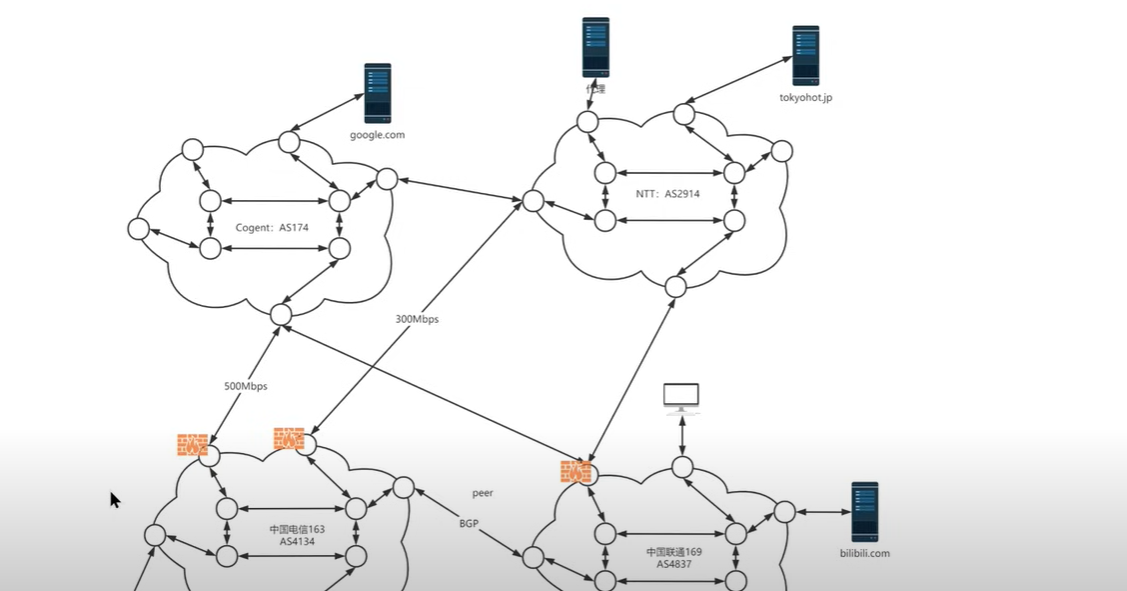 代理
tokyohot.jp
google.com
NTT：AS2914
Cogent：AS174
300Mbps
500Mbps
peer
BGP
中国电信163
AS4134
中国联通169
AS4837
bilibili.com